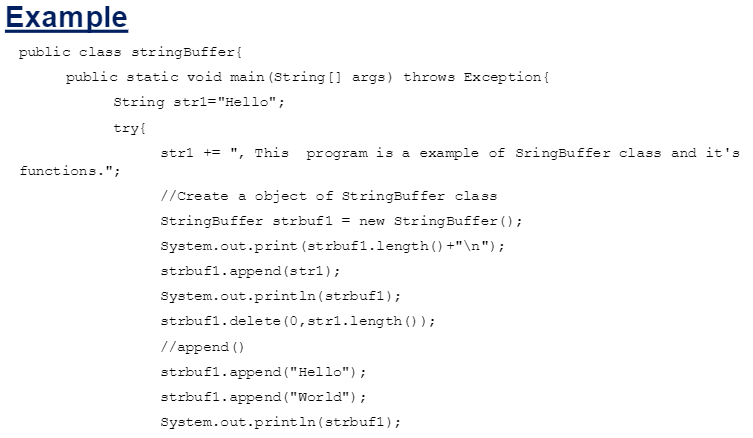 Example
public class stringBuffer{
public static void main(String[] args) throws Exception{
String str1="Hello";
try{
str1 += ", This  program is a example of SringBuffer class and it's
functions.";
//Create a object of StringBuffer class
StringBuffer strbuf1 = new StringBuffer();
System.out.print(strbuf1.length()+"\n");
strbuf1.append(str1);
System.out.println(strbuf1);
strbuf1.delete(0,str1.length());
//append()
strbuf1.append("Hello");
strbuf1.append("World");
System.out.println(strbuf1);